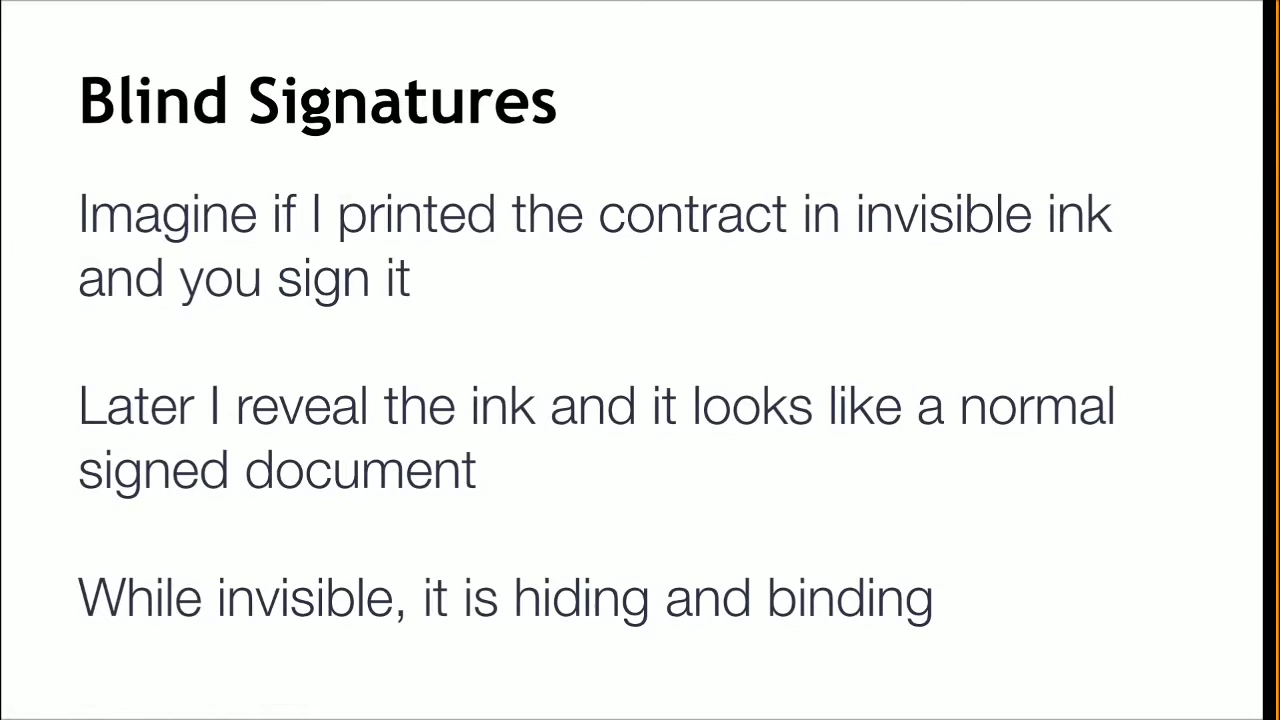 Blind Signatures
Imagine if I printed the contract in invisible ink
and you sign it
Later I reveal the ink and it looks like a normal
signed document
While invisible, it is hiding and binding